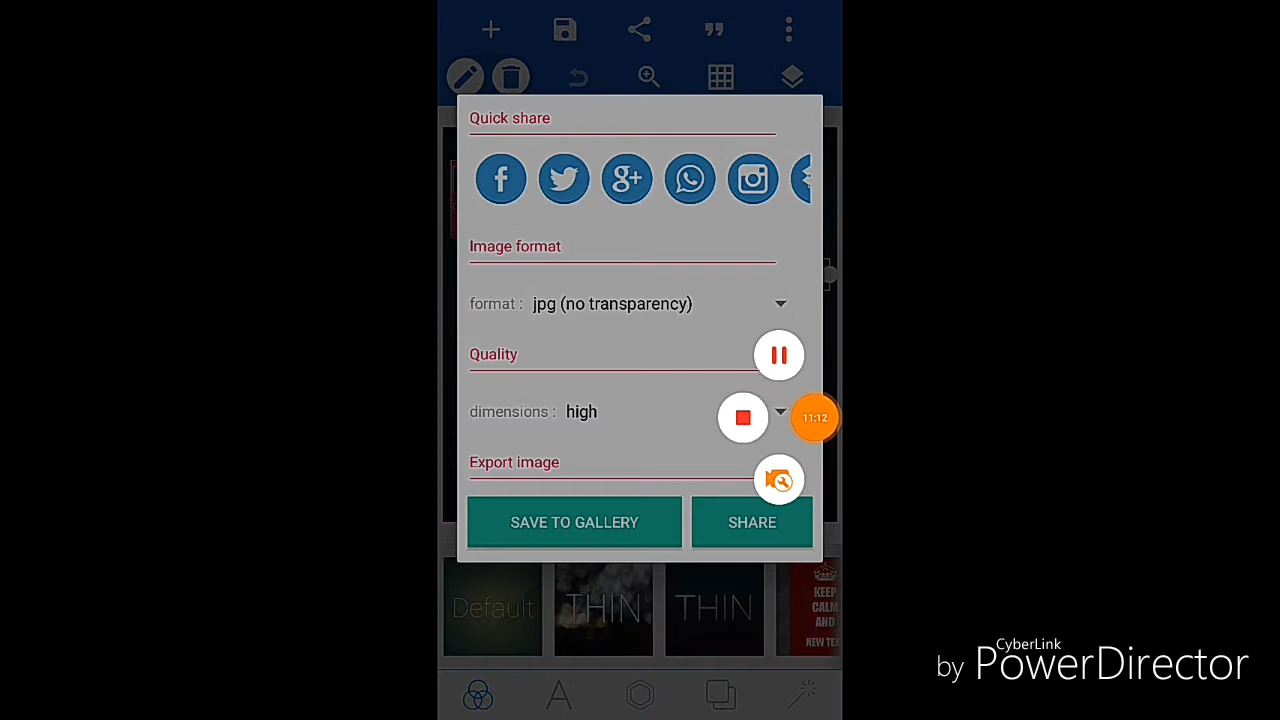 Quick share
Image format
format : jpg (no transparency)
Quality
dimensions : high
11:12
Export image
SAVE TO GALLERY SHARE
Default THIN THIN KEEP
CALM
AND
A
CyberLink
by PowerDirector